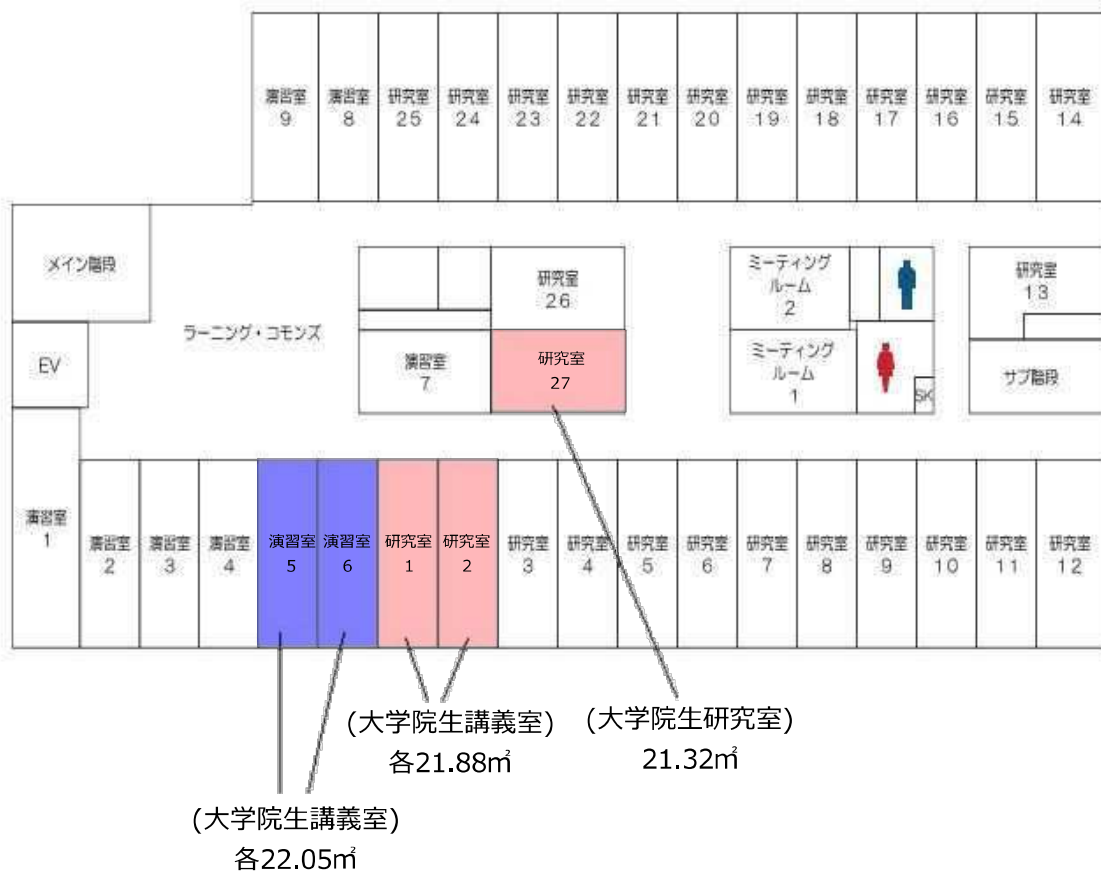 演習室
9
演習室
8
研究室
25
研究室
24
研究室
23
研究室
22
研究室
21
研究室
20
研究室
19
研究室
18
研究室
17
研究室
16
研究室
15
研究室
14
メイン階段
EV
ラーニング・コモンズ
研究室
26
演習室
7
研究室
27
ミーティング
ルーム
2
ミーティング
ルーム
1
SK
研究室
13
サブ階段
演習室
1
演習室
2
演習室
3
演習室
4
演習室
5
演習室
6
研究室
1
研究室
2
研究室
3
研究室
4
研究室
5
研究室
6
研究室
7
研究室
8
研究室
9
研究室
10
研究室
11
研究室
12
(大学院生講義室)
各21.88㎡
(大学院生研究室)
21.32㎡
(大学院生講義室)
各22.05㎡